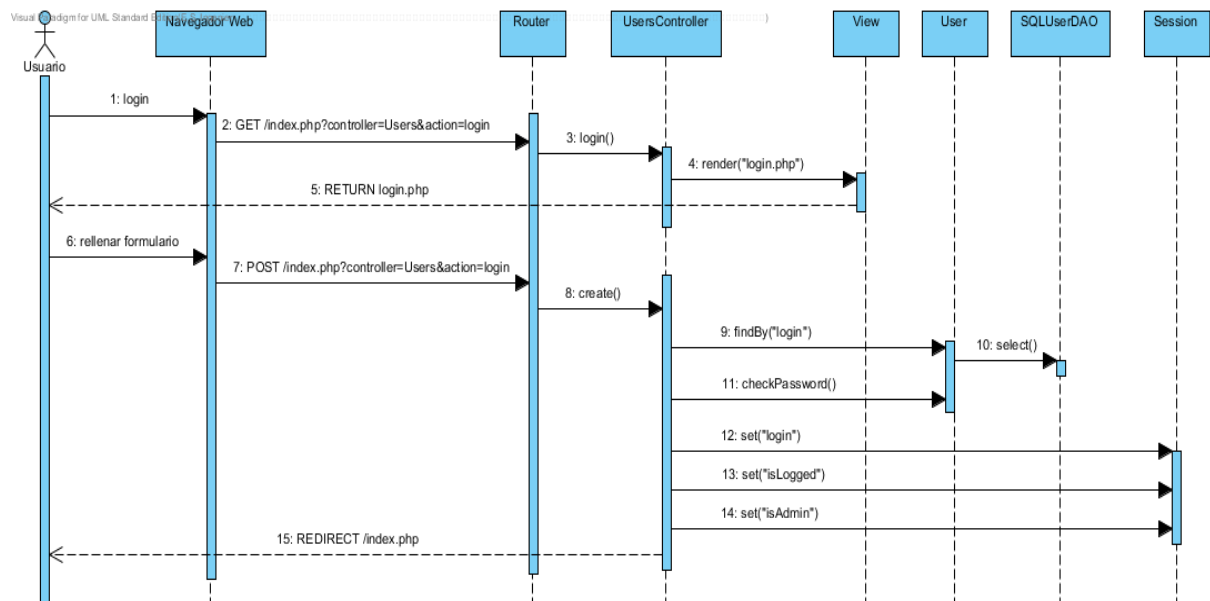 Visual Paradigm for UML Standard Edition
Usuario
Navegador Web
Router
UsersController
View
User
SQLUserDAO
Session
1: login
2: GET /index.php?controller=Users&action=login
3: login()
4: render("login.php")
5: RETURN login.php
6: rellenar formulario
7: POST /index.php?controller=Users&action=login
8: create()
9: findBy("login")
10: select()
11: checkPassword()
12: set("login")
13: set("isLogged")
14: set("isAdmin")
15: REDIRECT /index.php